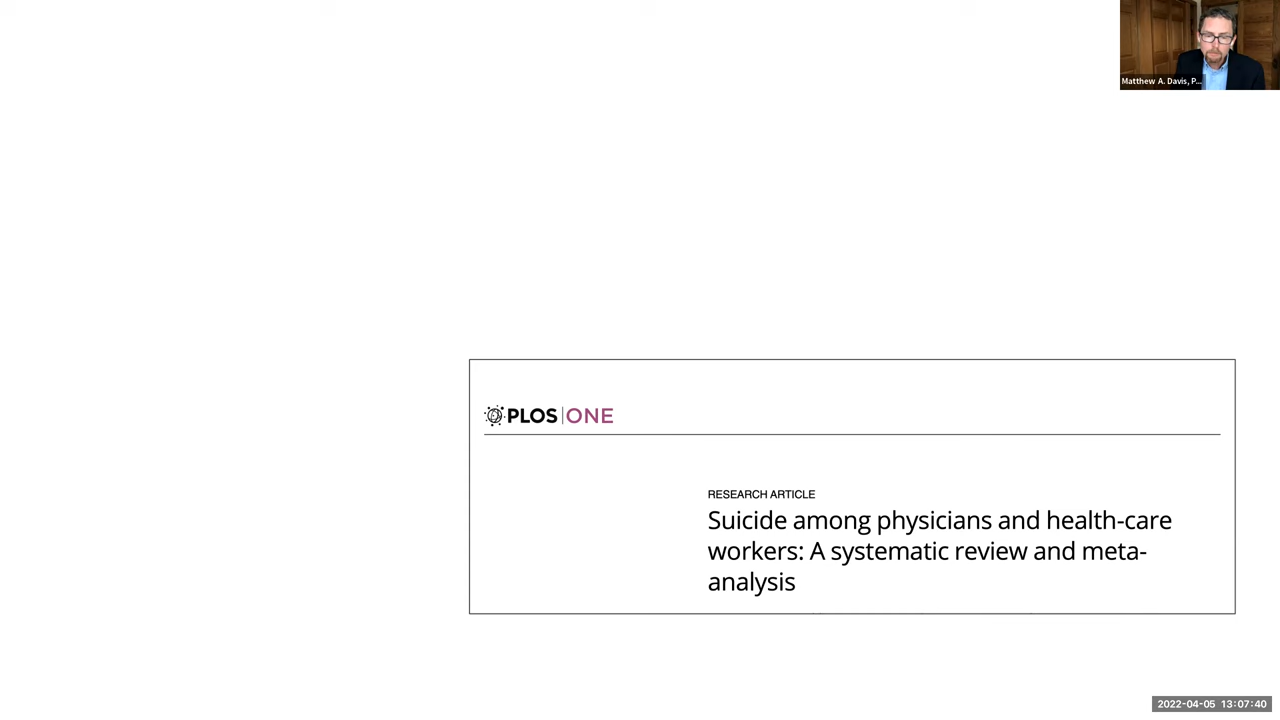 Matthew A. Davis, P...
PLOS | ONE
RESEARCH ARTICLE
Suicide among physicians and health-care
workers: A systematic review and meta-
analysis
2022-04-05 13:07:40